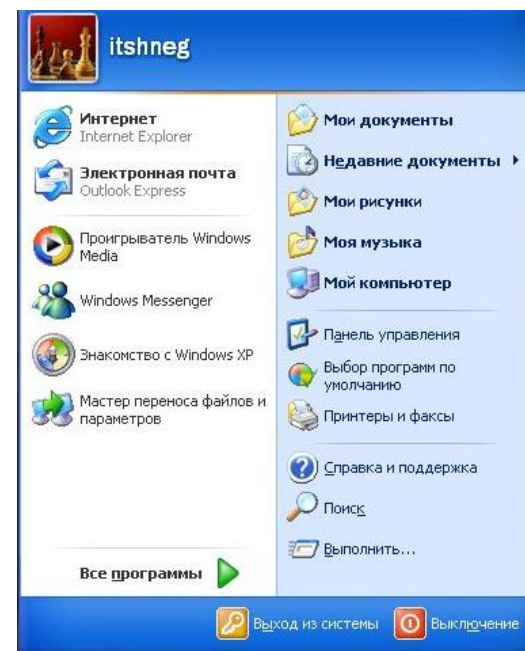 itshneg
Интернет
Internet Explorer
Электронная почта
Outlook Express
Проигрыватель Windows
Media
Windows Messenger
Знакомство с Windows XP
Мастер переноса файлов и
параметров
Все программы
Мои документы
Недавние документы
Мои рисунки
Моя музыка
Мой компьютер
Панель управления
Выбор программ по
умолчанию
Принтеры и факсы
Справка и поддержка
Поиск
Выполнить...
Выход из системы
Выключение